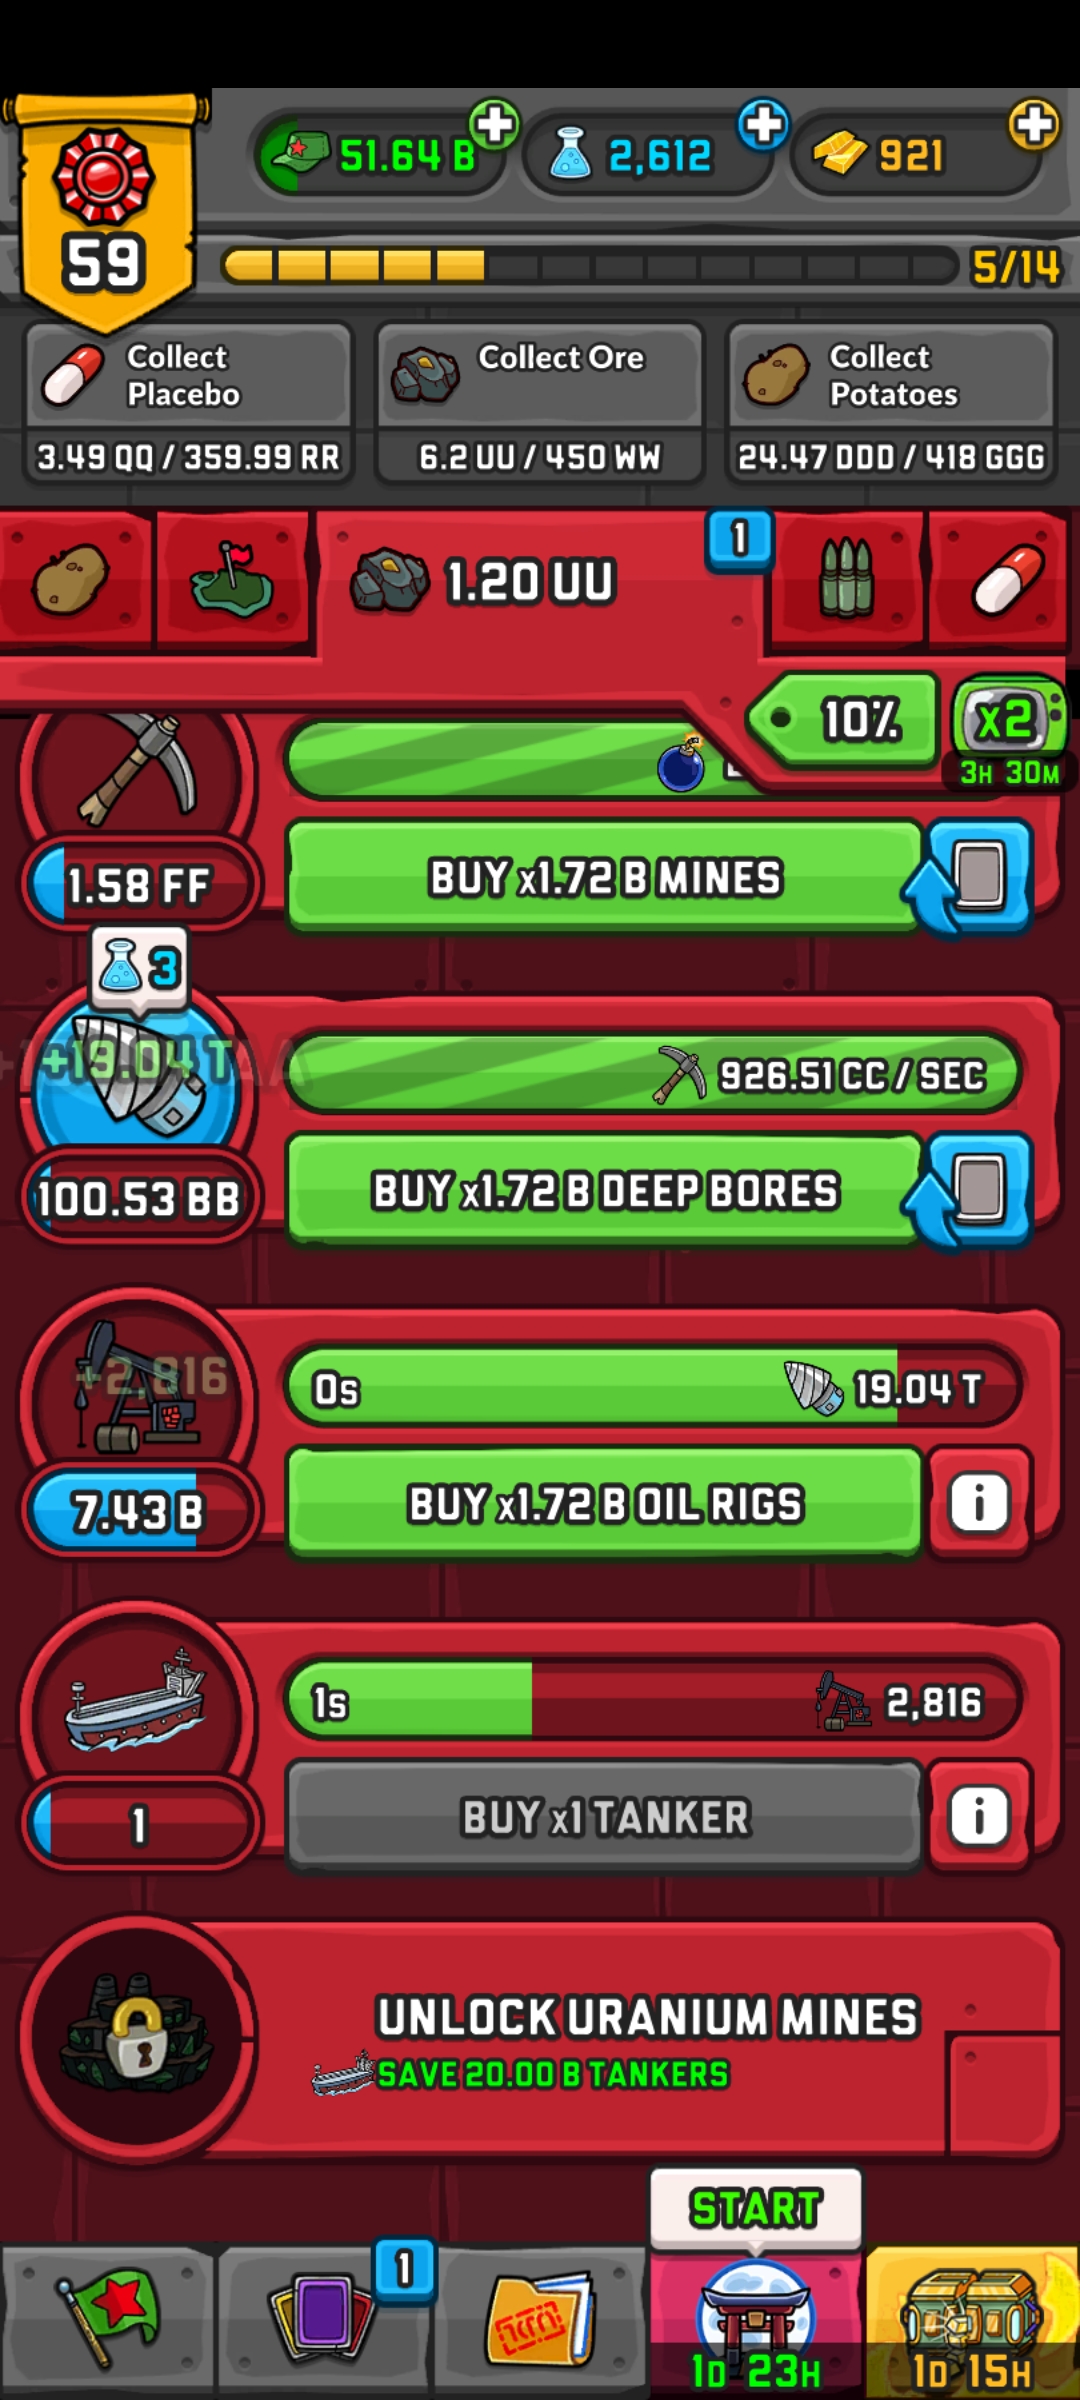 59
51.64 B
2,612
921
5/14
Collect
Placebo
3.49 QQ / 359.99 RR
Collect Ore
6.2 UU / 450 WW
Collect
Potatoes
24.47 DDD / 418 GGG
1.20 UU
1
10%
x2
3H 30M
1.58 FF
BUY x1.72 B MINES
3
+19.04 T
926.51 CC / SEC
100.53 BB
BUY x1.72 B DEEP BORES
+2,816
0s
19.04 T
7.43 B
BUY x1.72 B OIL RIGS
i
1s
2,816
1
BUY x1 TANKER
i
UNLOCK URANIUM MINES
SAVE 20.00 B TANKERS
START
1
1D 23H
1D 15H